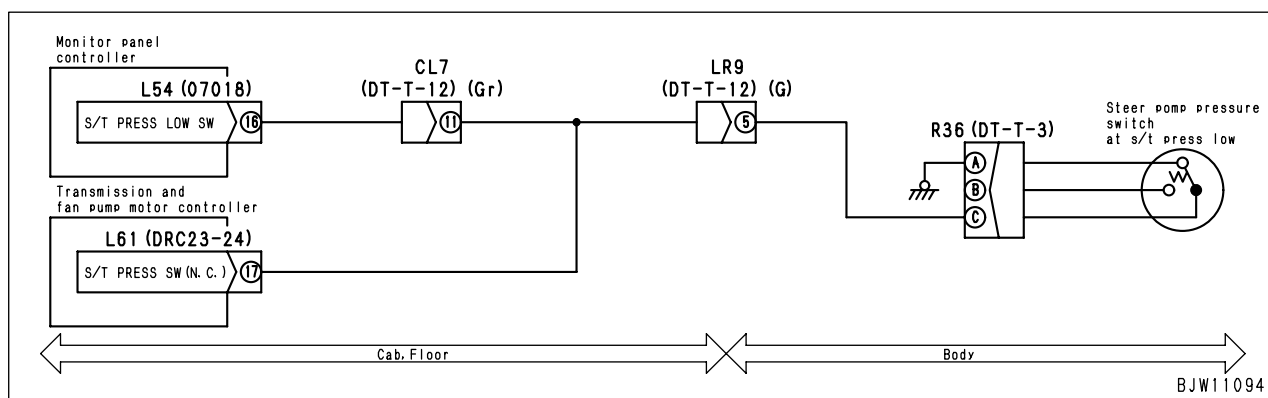 Monitor panel
controller
L54 (07018)
S/T PRESS LOW SW
16
CL7
(DT-T-12) (Gr)
11
LR9
(DT-T-12) (G)
5
R36 (DT-T-3)
A
B
C
Steer pump pressure
switch
at s/t press low
Transmission and
fan pump motor controller
L61 (DRC23-24)
S/T PRESS SW(N.C.)
17
Cab, Floor
Body
BJW11094